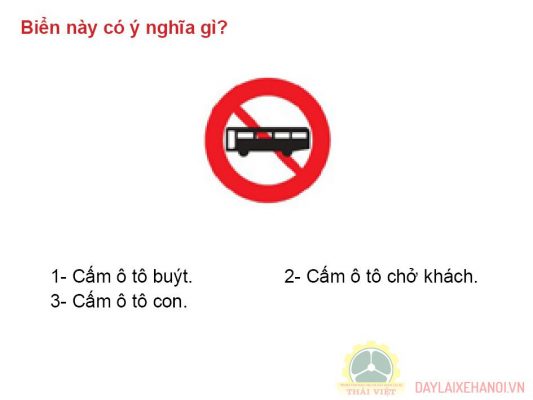 Biển này có ý nghĩa gì?
1- Cấm ô tô buýt.
2- Cấm ô tô chở khách.
3- Cấm ô tô con.
THÁI VIỆT
DAYLAIXEHANOI.VN